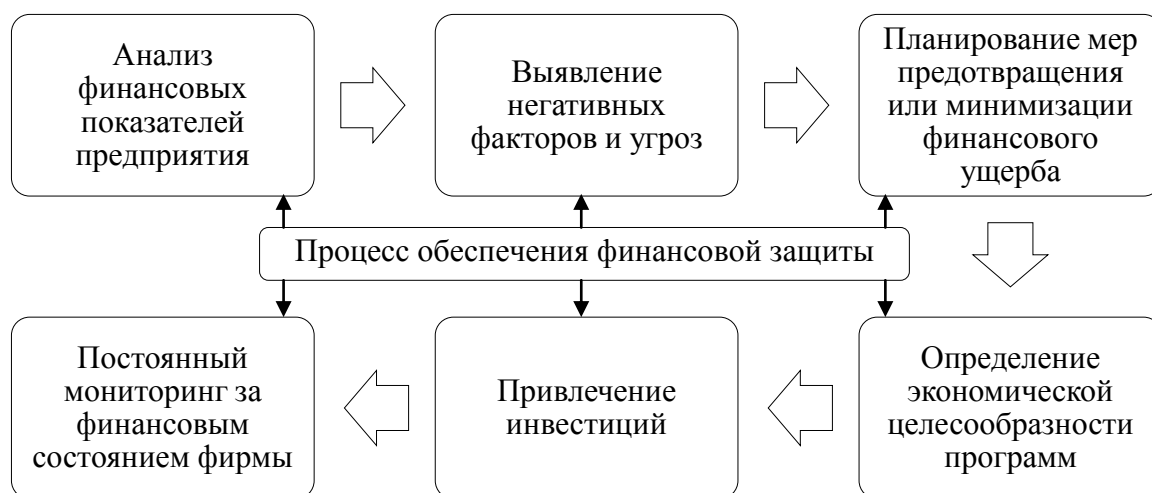 Анализ
финансовых
показателей
предприятия
Выявление
негативных
факторов и угроз
Планирование мер
предотвращения
или минимизации
финансового
ущерба
Процесс обеспечения финансовой защиты
Постоянный
мониторинг за
финансовым
состоянием фирмы
Привлечение
инвестиций
Определение
экономической
целесообразности
программ